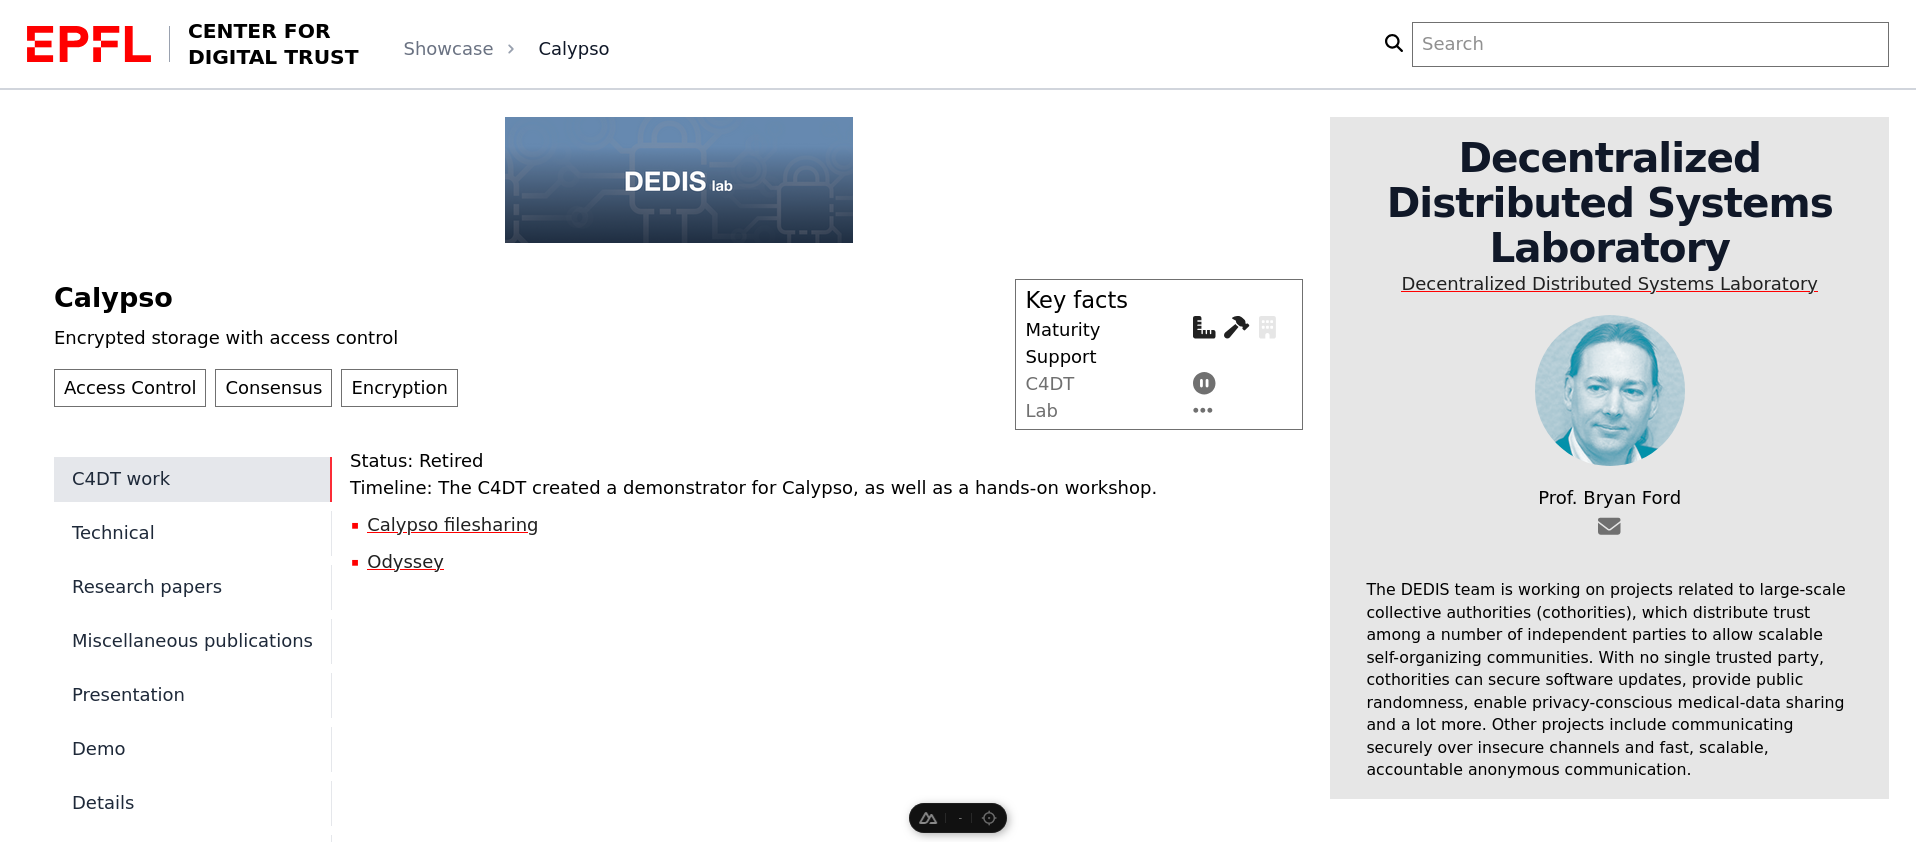 EPFL
CENTER FOR
DIGITAL TRUST
Showcase
Calypso
Search
DEDIS lab
Calypso
Encrypted storage with access control
Access Control
Consensus
Encryption
Key facts
Maturity
Support
C4DT
Lab
C4DT work
Technical
Research papers
Miscellaneous publications
Presentation
Demo
Details
Status: Retired
Timeline: The C4DT created a demonstrator for Calypso, as well as a hands-on workshop.
Calypso filesharing
Odyssey
Decentralized
Distributed Systems
Laboratory
Decentralized Distributed Systems Laboratory
Prof. Bryan Ford
The DEDIS team is working on projects related to large-scale
collective authorities (cothorities), which distribute trust
among a number of independent parties to allow scalable
self-organizing communities. With no single trusted party,
cothorities can secure software updates, provide public
randomness, enable privacy-conscious medical-data sharing
and a lot more. Other projects include communicating
securely over insecure channels and fast, scalable,
accountable anonymous communication.